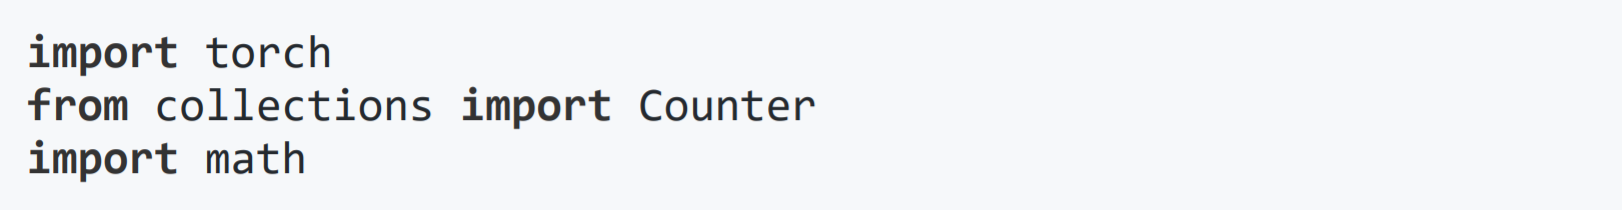 import torch
from collections import Counter
import math